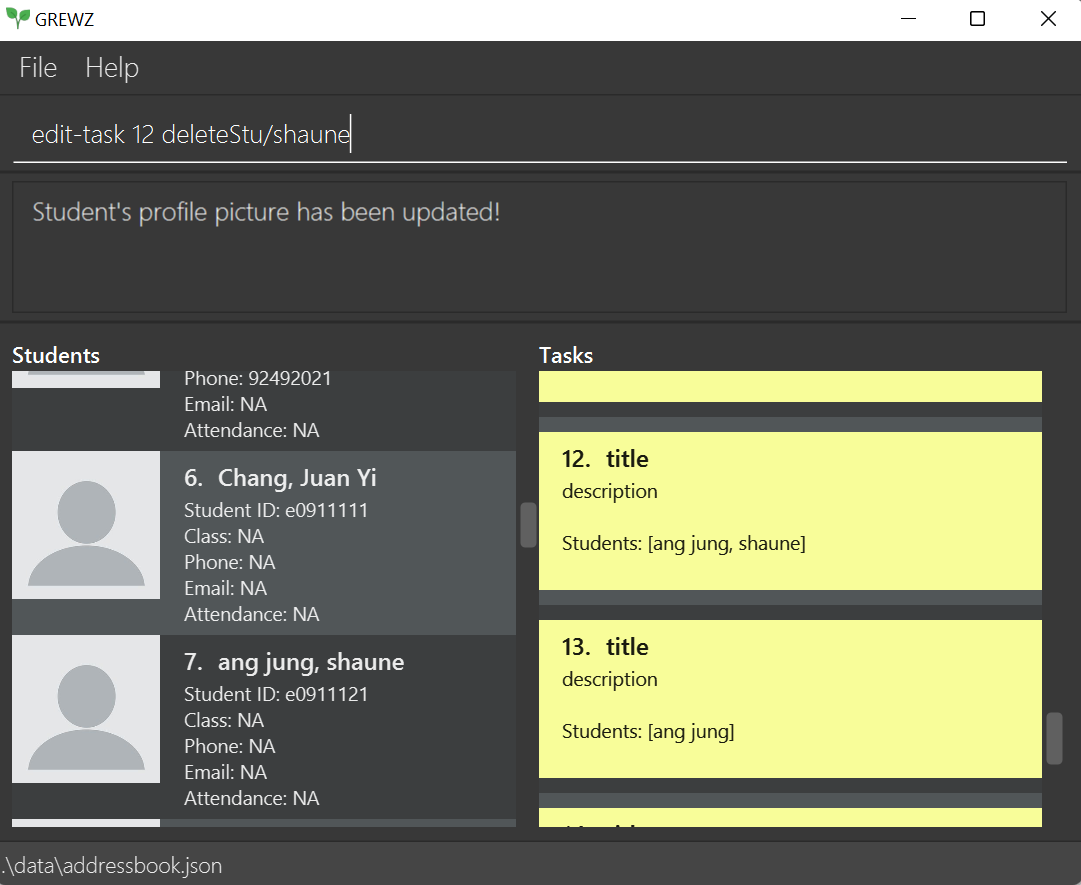 GREWZ
File Help
edit-task 12 deleteStu/shaune
Student's profile picture has been updated!
Students
Phone: 92492021
Email: NA
Attendance: NA
6. Chang, Juan Yi
Student ID: e0911111
Class: NA
Phone: NA
Email: NA
Attendance: NA
7. ang jung, shaune
Student ID: e0911121
Class: NA
Phone: NA
Email: NA
Attendance: NA
Tasks
12. title
description
Students: [ang jung, shaune]
13. title
description
Students: [ang jung]
.\data\addressbook.json